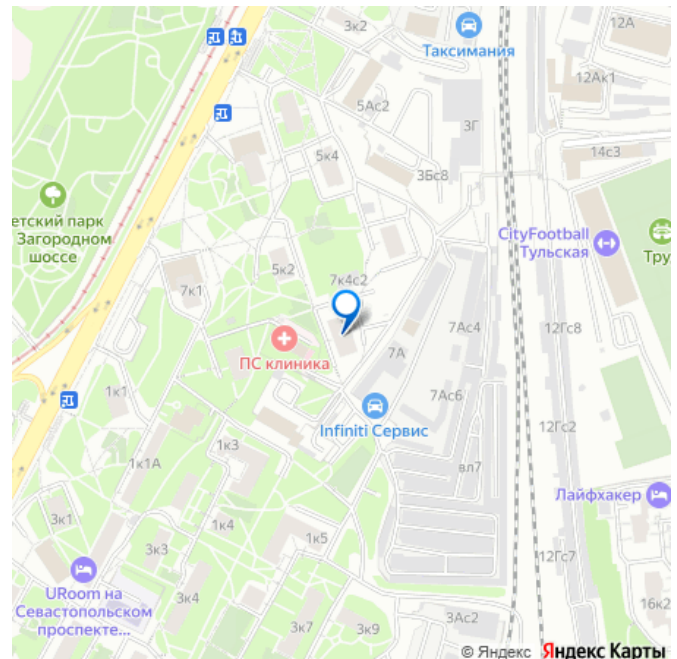 3к2
Таксимания
12А
12Ак1
5Ас2
3Г
5к4
3Бс8
14с3
етский парк
Загородном
шоссе
CityFootball
Тульская
Тру
5к2
7к4с2
7к1
ПС клиника
7А
7Ас4
12Гс8
7Ас6
1к1
Infiniti Сервис
12Гс2
1к3
1к1А
вл7
Лайфхакер
3к1
1к4
1к5
3к3
12Гс7
URoom на
Севастопольском
проспекте...
3к4
3к7
3к9
3Ас2
16к2
© Яндекс Яндекс Карты